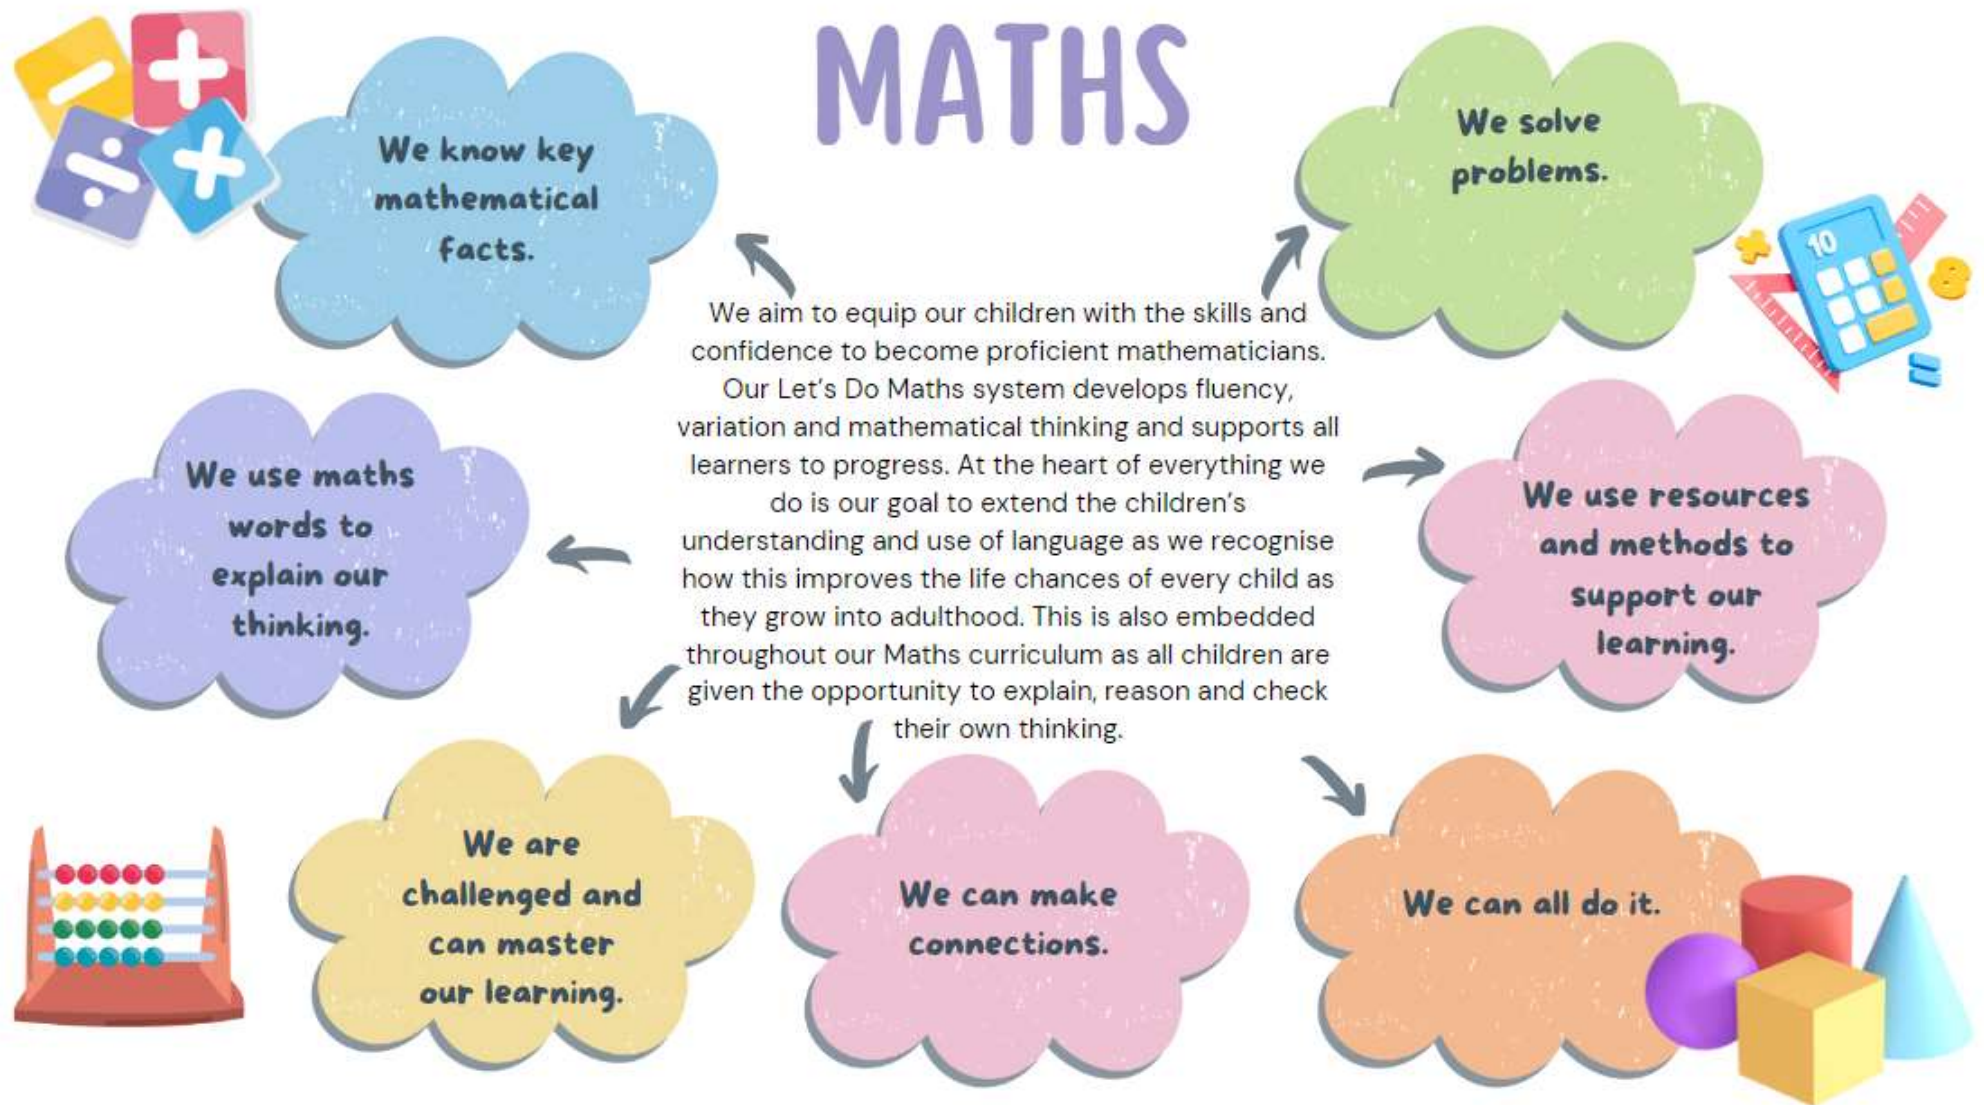 MATHS
We know key
mathematical
facts.
We solve
problems.
10
We aim to equip our children with the skills and
confidence to become proficient mathematicians.
Our Let's Do Maths system develops fluency,
variation and mathematical thinking and supports all
learners to progress. At the heart of everything we
do is our goal to extend the children's
understanding and use of language as we recognise
how this improves the life chances of every child as
they grow into adulthood. This is also embedded
throughout our Maths curriculum as all children are
given the opportunity to explain, reason and check
their own thinking.
We use maths
words to
explain our
thinking.
We use resources
and methods to
support our
learning.
We are
challenged and
can master
our learning.
We can make
connections.
We can all do it.